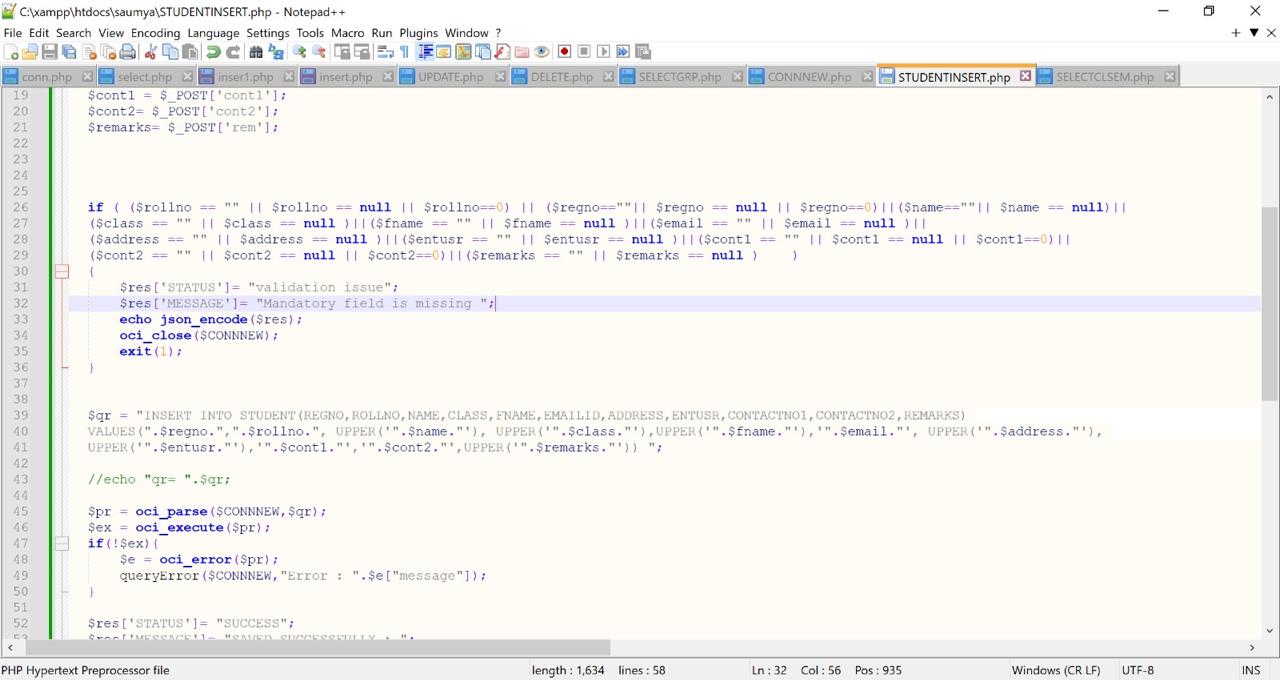 C:\xampp\htdocs\saumya\STUDENTINSERT.php - Notepad++
File Edit Search View Encoding Language Settings Tools Macro Run Plugins Window ?
conn.php select.php inser1.php insert.php UPDATE.php DELETE.php SELECTGRP.php CONNNEW.php STUDENTINSERT.php SELECTCLSEM.php
19 $cont1 = $_POST['cont1'];
20 $cont2= $_POST['cont2'];
21 $remarks= $_POST['rem'];
22
23
24
25
26 if ( ($rollno == "" || $rollno == null || $rollno==0) || ($regno==""|| $regno == null || $regno==0)||($name==""|| $name == null)||
27 ($class == "" || $class == null )||($fname == "" || $fname == null )||($email == "" || $email == null )||
28 ($address == "" || $address == null )||($entusr == "" || $entusr == null )||($cont1 == "" || $cont1 == null || $cont1==0)||
29 ($cont2 == "" || $cont2 == null || $cont2==0)||($remarks == "" || $remarks == null ) )
30 {
31 $res['STATUS']= "validation issue";
32 $res['MESSAGE']= "Mandatory field is missing ";
33 echo json_encode($res);
34 oci_close($CONNNEW);
35 exit(1);
36 }
37
38
39 $qr = "INSERT INTO STUDENT(REGNO,ROLLNO,NAME,CLASS,FNAME,EMAILID,ADDRESS,ENTUSR,CONTACTNO1,CONTACTNO2,REMARKS)
40 VALUES(".$regno.",".$rollno.", UPPER('".$name."'), UPPER('".$class."'),UPPER('".$fname."'),'".$email."', UPPER('".$address."'),
41 UPPER('".$entusr."'),'".$cont1."','".$cont2."',UPPER('".$remarks."')) ";
42
43 //echo "qr= ".$qr;
44
45 $pr = oci_parse($CONNNEW,$qr);
46 $ex = oci_execute($pr);
47 if(!$ex){
48 $e = oci_error($pr);
49 queryError($CONNNEW,"Error : ".$e["message"]);
50 }
51
52 $res['STATUS']= "SUCCESS";
53 $res['MESSAGE']= "SAVED SUCCESSFULLY : ";
PHP Hypertext Preprocessor file length : 1,634 lines : 58 Ln : 32 Col : 56 Pos : 935 Windows (CR LF) UTF-8 INS